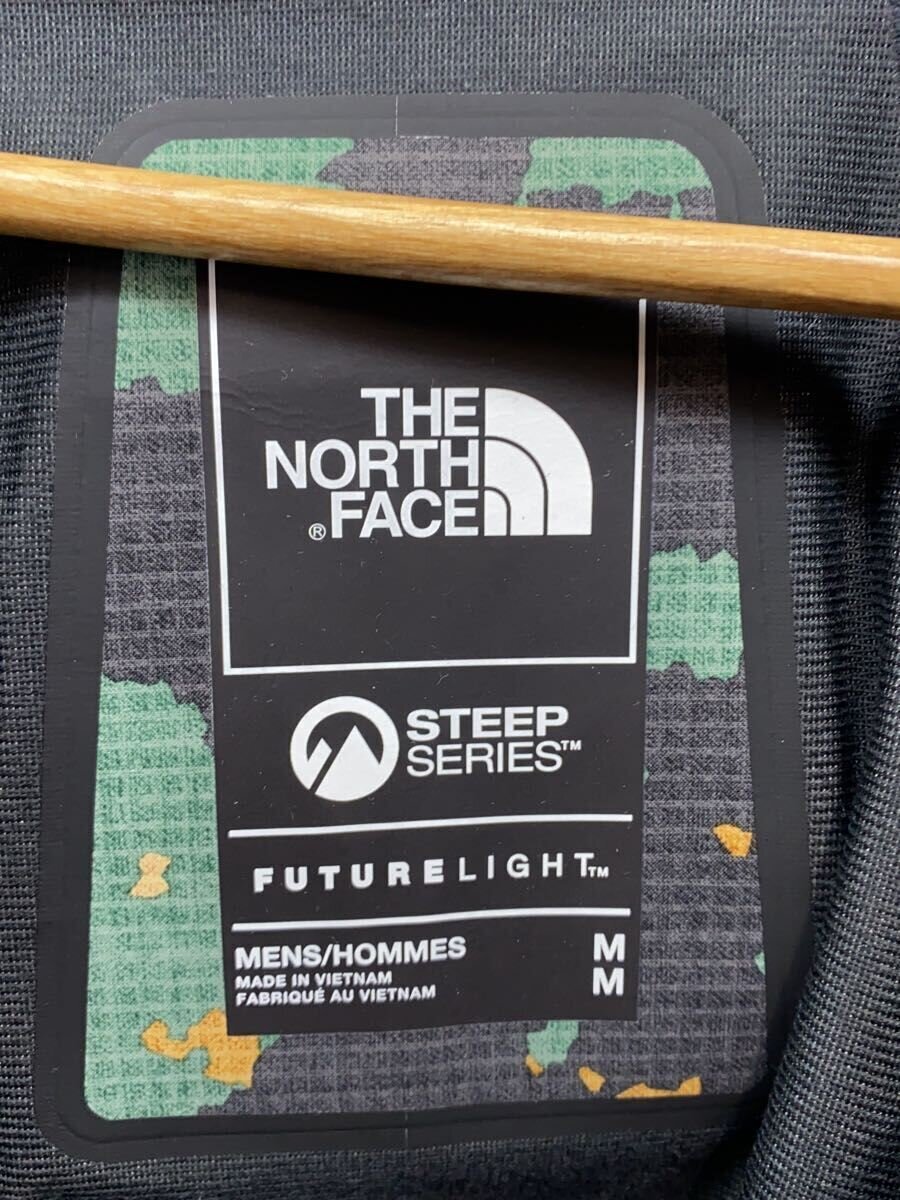 THE
NORTH
® FACE
STEEP
SERIES™
FUTURELIGHT™
MENS/HOMMES M
MADE IN VIETNAM M
FABRIQUÉ AU VIETNAM